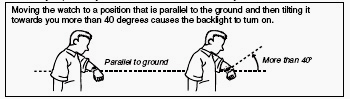 Moving the watch to a position that is parallel to the ground and then tilting it
towards you more than 40 degrees causes the backlight to turn on.
Parallel to ground
More than 40°